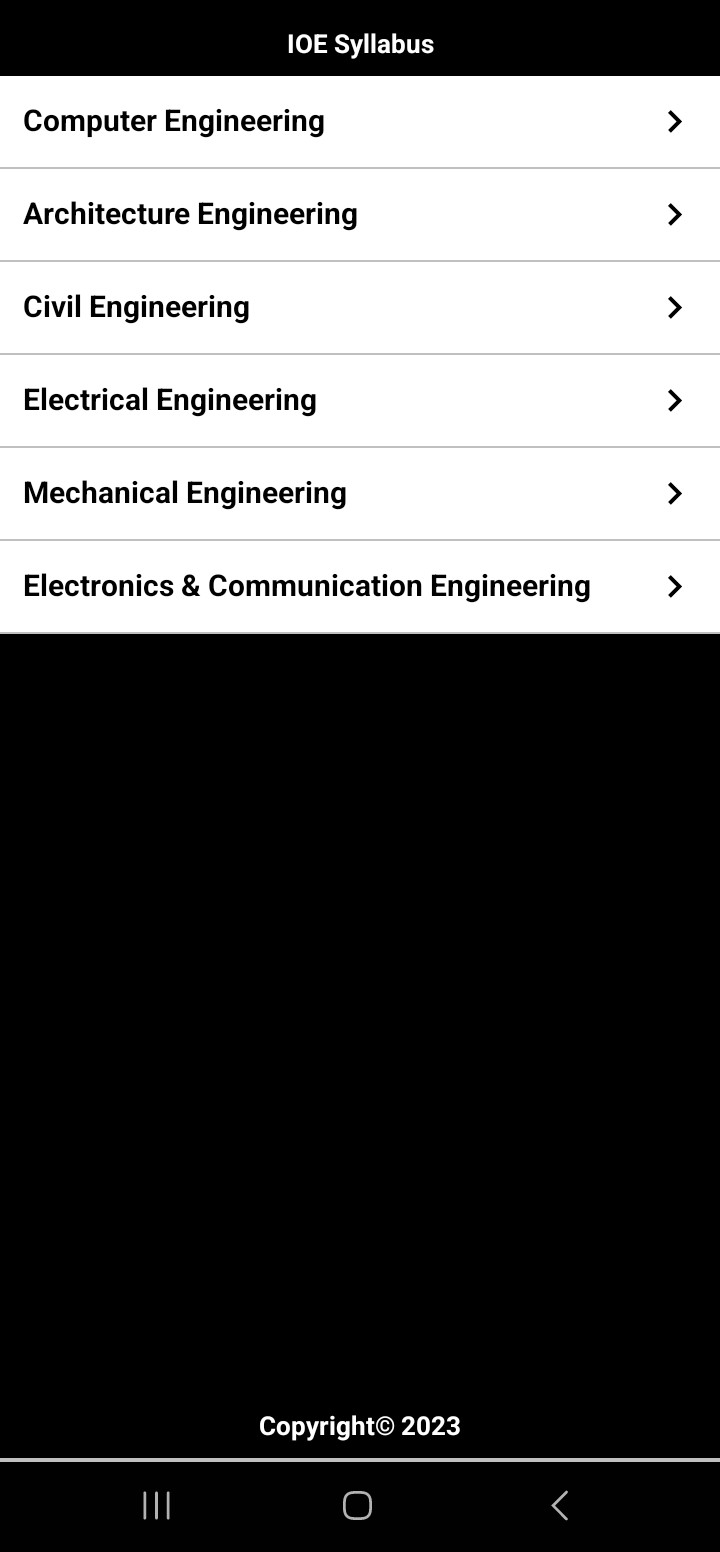 IOE Syllabus
Computer Engineering
Architecture Engineering
Civil Engineering
Electrical Engineering
Mechanical Engineering
Electronics & Communication Engineering
Copyright© 2023